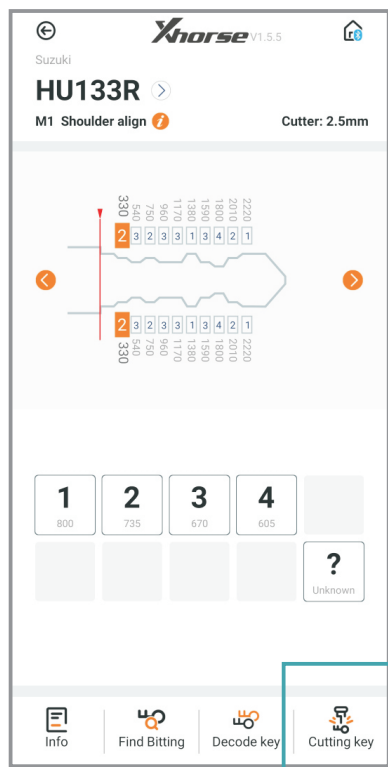 Xhorse V1.5.5
Suzuki
HU133R
M1 Shoulder align
Cutter: 2.5mm
330 540 750 960 1170 1380 1590 1800 2010 2220
2 3 2 3 3 1 3 4 2 1
2 3 2 3 3 1 3 4 2 1
330 540 750 960 1170 1380 1590 1800 2010 2220
1 2 3 4
800 735 670 605
?
Unknown
Info Find Bitting Decode key Cutting key